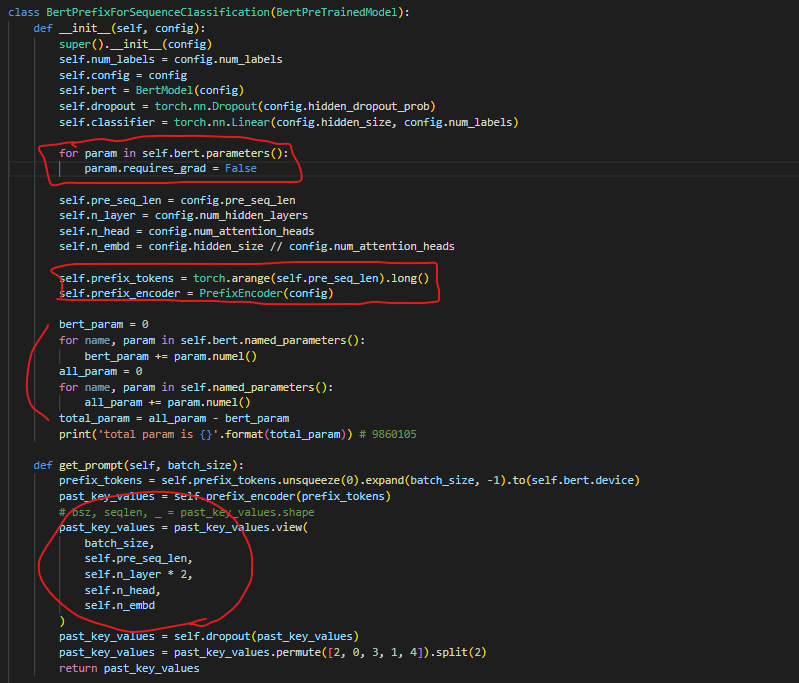 class BertPrefixForSequenceClassification(BertPreTrainedModel):
def __init__(self, config):
super().__init__(config)
self.num_labels = config.num_labels
self.config = config
self.bert = BertModel(config)
self.dropout = torch.nn.Dropout(config.hidden_dropout_prob)
self.classifier = torch.nn.Linear(config.hidden_size, config.num_labels)
for param in self.bert.parameters():
param.requires_grad = False
self.pre_seq_len = config.pre_seq_len
self.n_layer = config.num_hidden_layers
self.n_head = config.num_attention_heads
self.n_embd = config.hidden_size // config.num_attention_heads
self.prefix_tokens = torch.arange(self.pre_seq_len).long()
self.prefix_encoder = PrefixEncoder(config)
bert_param = 0
for name, param in self.bert.named_parameters():
bert_param += param.numel()
all_param = 0
for name, param in self.named_parameters():
all_param += param.numel()
total_param = all_param - bert_param
print('total param is {}'.format(total_param)) # 9860105
def get_prompt(self, batch_size):
prefix_tokens = self.prefix_tokens.unsqueeze(0).expand(batch_size, -1).to(self.bert.device)
past_key_values = self.prefix_encoder(prefix_tokens)
# bsz, seqlen, _ = past_key_values.shape
past_key_values = past_key_values.view(
batch_size,
self.pre_seq_len,
self.n_layer * 2,
self.n_head,
self.n_embd
)
past_key_values = self.dropout(past_key_values)
past_key_values = past_key_values.permute([2, 0, 3, 1, 4]).split(2)
return past_key_values